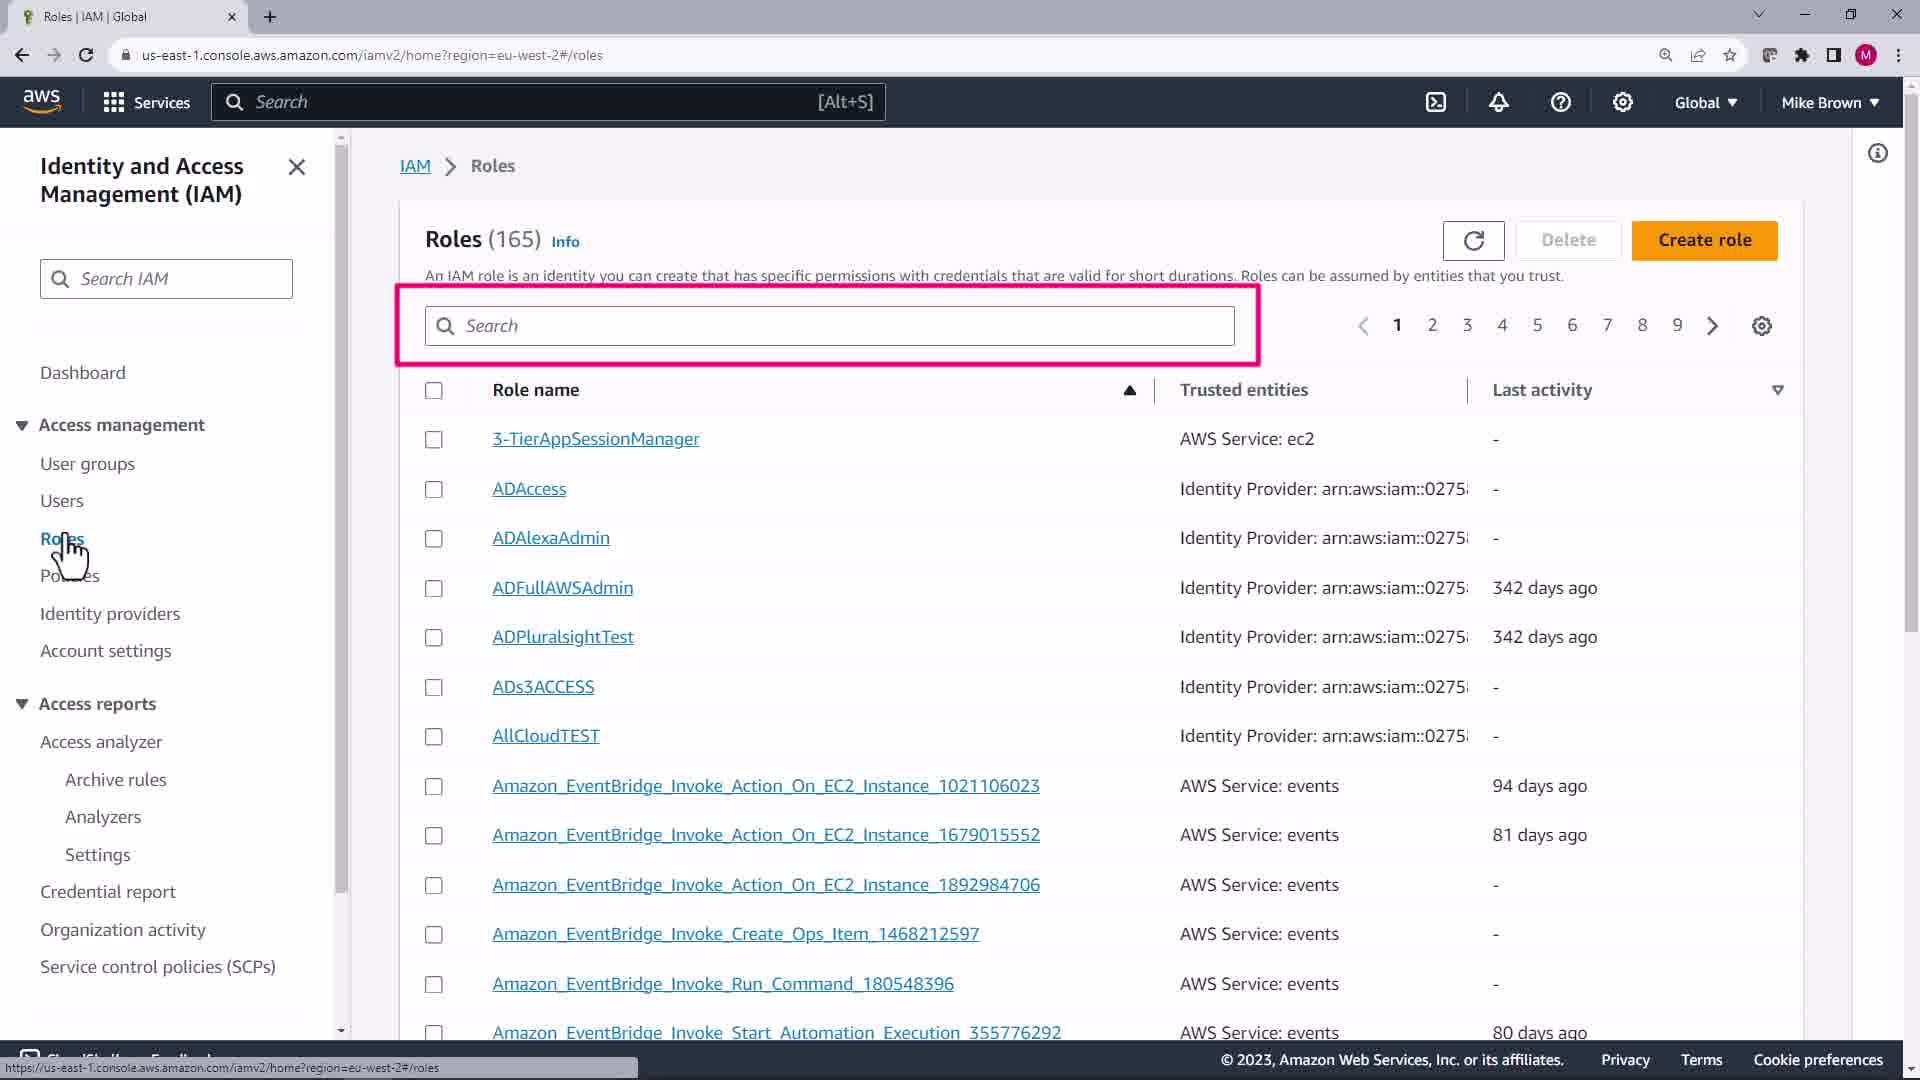 Roles | IAM | Global
us-east-1.console.aws.amazon.com/iamv2/home?region=eu-west-2#/roles
M
aws
Services
Search
[Alt+S]
Global
Mike Brown
Identity and Access
Management (IAM)
Search IAM
Dashboard
Access management
User groups
Users
Roles
Policies
Identity providers
Account settings
Access reports
Access analyzer
Archive rules
Analyzers
Settings
Credential report
Organization activity
Service control policies (SCPs)
IAM > Roles
Roles (165) Info
Delete
Create role
An IAM role is an identity you can create that has specific permissions with credentials that are valid for short durations. Roles can be assumed by entities that you trust.
Search
1 2 3 4 5 6 7 8 9
Role name Trusted entities Last activity
3-TierAppSessionManager AWS Service: ec2 -
ADAccess Identity Provider: arn:aws:iam::0275 -
ADAlexaAdmin Identity Provider: arn:aws:iam::0275 -
ADFullAWSAdmin Identity Provider: arn:aws:iam::0275 342 days ago
ADPluralsightTest Identity Provider: arn:aws:iam::0275 342 days ago
ADs3ACCESS Identity Provider: arn:aws:iam::0275 -
AllCloudTEST Identity Provider: arn:aws:iam::0275 -
Amazon_EventBridge_Invoke_Action_On_EC2_Instance_1021106023 AWS Service: events 94 days ago
Amazon_EventBridge_Invoke_Action_On_EC2_Instance_1679015552 AWS Service: events 81 days ago
Amazon_EventBridge_Invoke_Action_On_EC2_Instance_1892984706 AWS Service: events -
Amazon_EventBridge_Invoke_Create_Ops_Item_1468212597 AWS Service: events -
Amazon_EventBridge_Invoke_Run_Command_180548396 AWS Service: events -
Amazon_EventBridge_Invoke_Start_Automation_Execution_355776292 AWS Service: events 80 days ago
© 2023, Amazon Web Services, Inc. or its affiliates. Privacy Terms Cookie preferences
https://us-east-1.console.aws.amazon.com/iamv2/home?region=eu-west-2#/roles